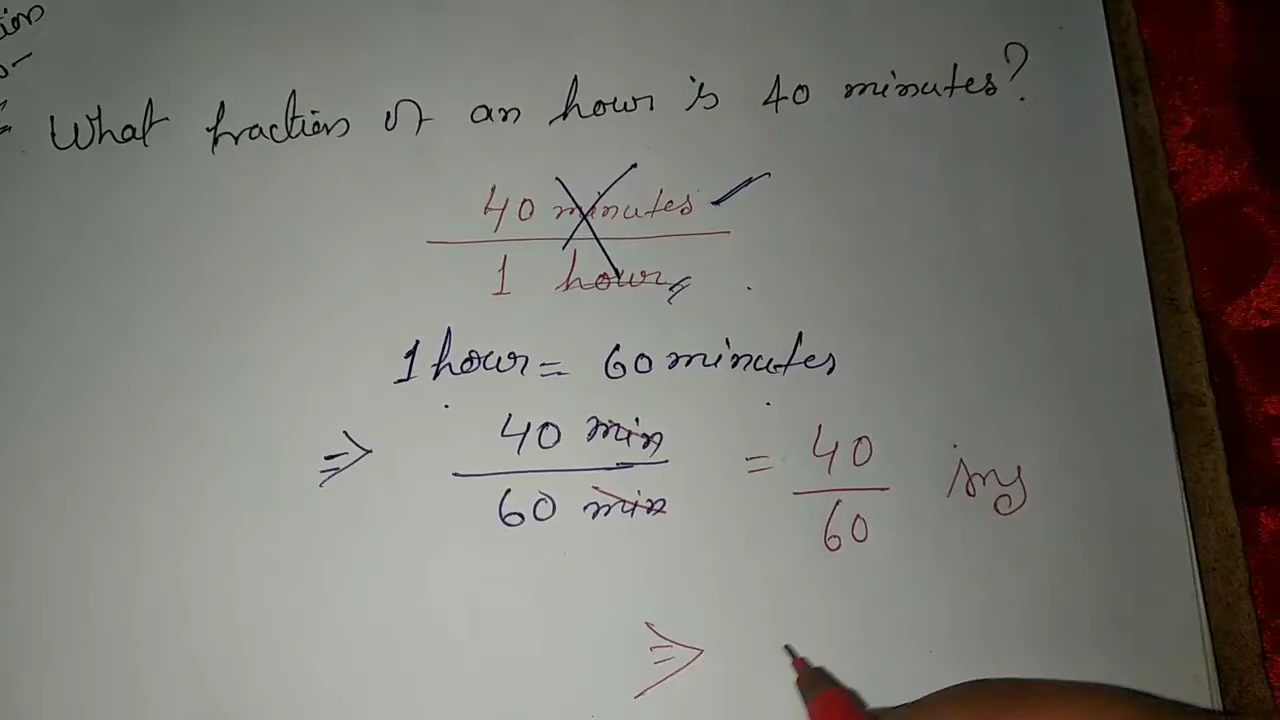 What fraction of an hour is 40 minutes?
40 minutes
1 hour
1 hour = 60 minutes
⇒ 40 min = 40
60 min 60
⇒